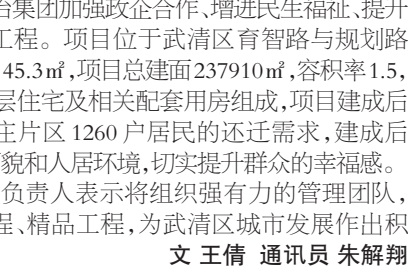 台集团加强政企合作、增进民生福祉、提升
工程。项目位于武清区育智路与规划路
45.3㎡,项目总建面237910㎡,容积率1.5,
层住宅及相关配套用房组成,项目建成后
庄片区1260户居民的还迁需求,建成后
貌和人居环境,切实提升群众的幸福感。
负责人表示将组织强有力的管理团队,
程、精品工程,为武清区城市发展作出积
文 王倩 通讯员 朱解翔